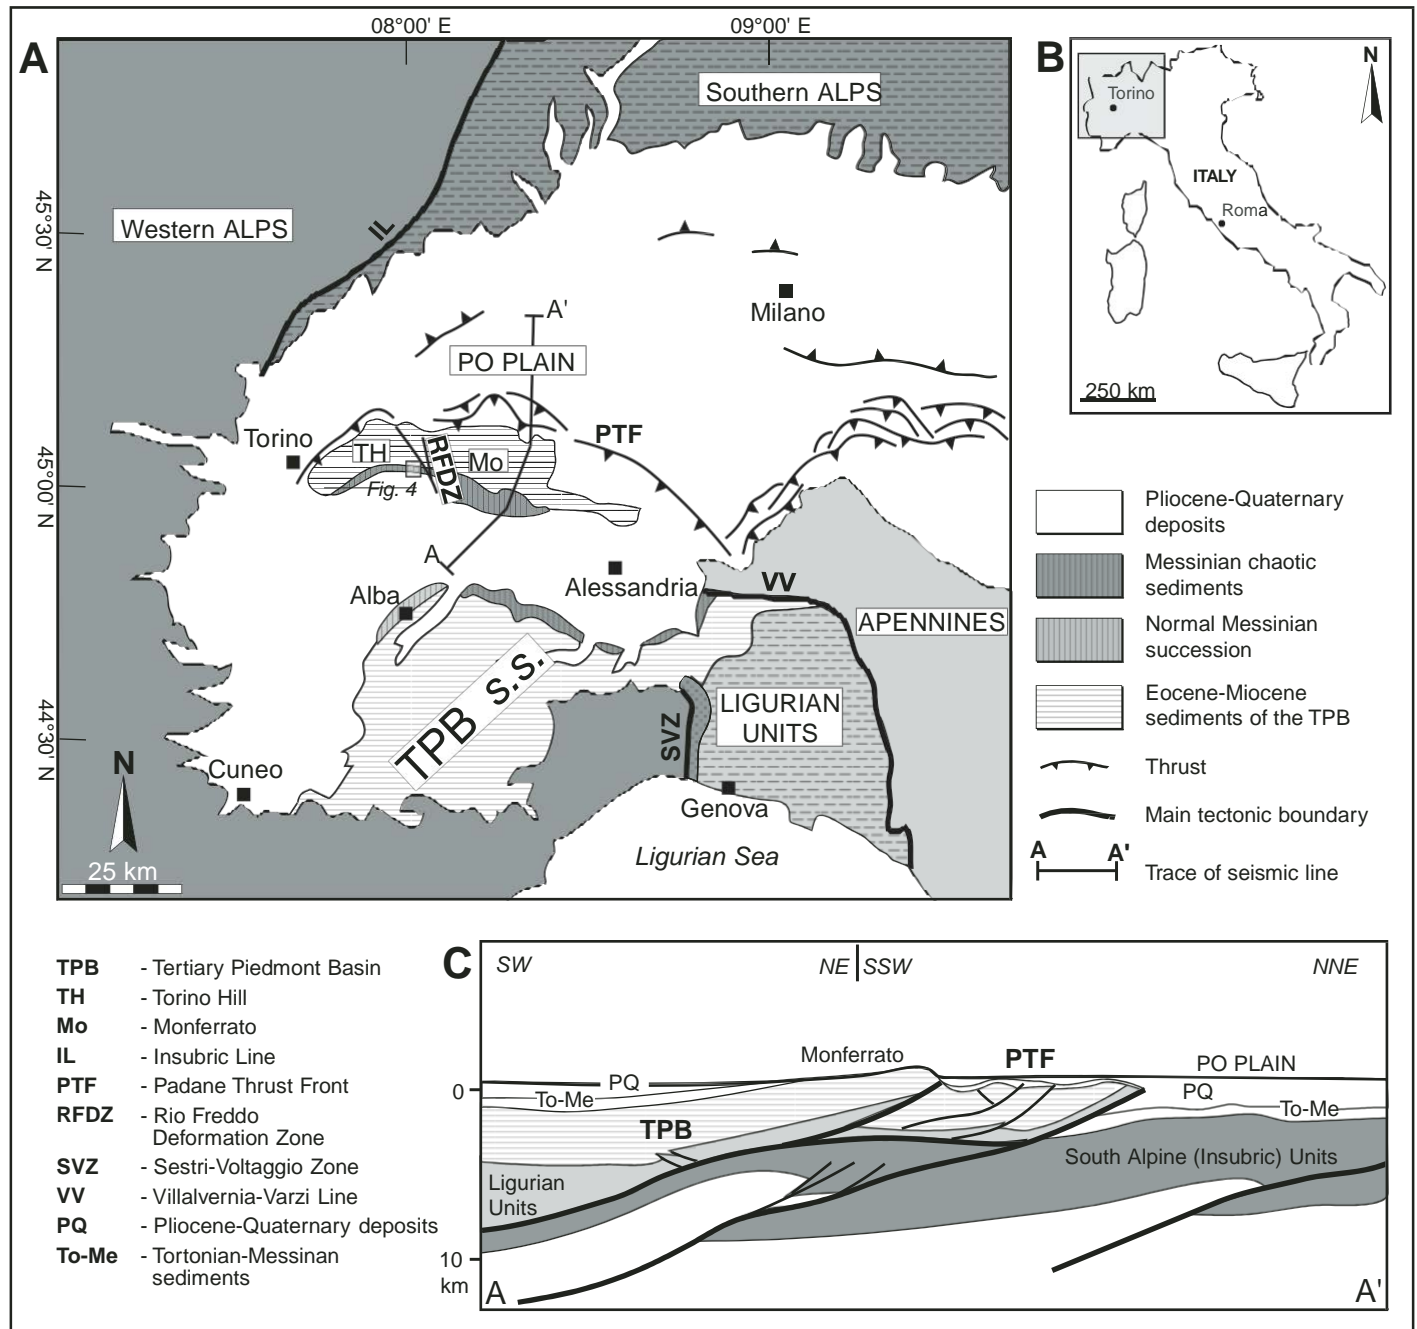 08°00' E
09°00' E
A
Southern ALPS
45°30' N
Western ALPS
IL
Milano
A'
PO PLAIN
Torino
TH
RFDZ
Mo
PTF
45°00' N
Fig. 4
A
Alba
Alessandria
VV
APENNINES
TPB s.s.
LIGURIAN
UNITS
SVZ
44°30' N
N
Cuneo
Genova
Ligurian Sea
25 km
B
N
Torino
ITALY
Roma
250 km
Pliocene-Quaternary
deposits
Messinian chaotic
sediments
Normal Messinian
succession
Eocene-Miocene
sediments of the TPB
Thrust
Main tectonic boundary
A A'
Trace of seismic line
TPB - Tertiary Piedmont Basin
TH - Torino Hill
Mo - Monferrato
IL - Insubric Line
PTF - Padane Thrust Front
RFDZ - Rio Freddo
Deformation Zone
SVZ - Sestri-Voltaggio Zone
VV - Villalvernia-Varzi Line
PQ - Pliocene-Quaternary deposits
To-Me - Tortonian-Messinan
sediments
C
SW
NE SSW
NNE
Monferrato
PTF
PO PLAIN
0
PQ
PQ
To-Me
To-Me
TPB
South Alpine (Insubric) Units
Ligurian
Units
10
km
A
A'